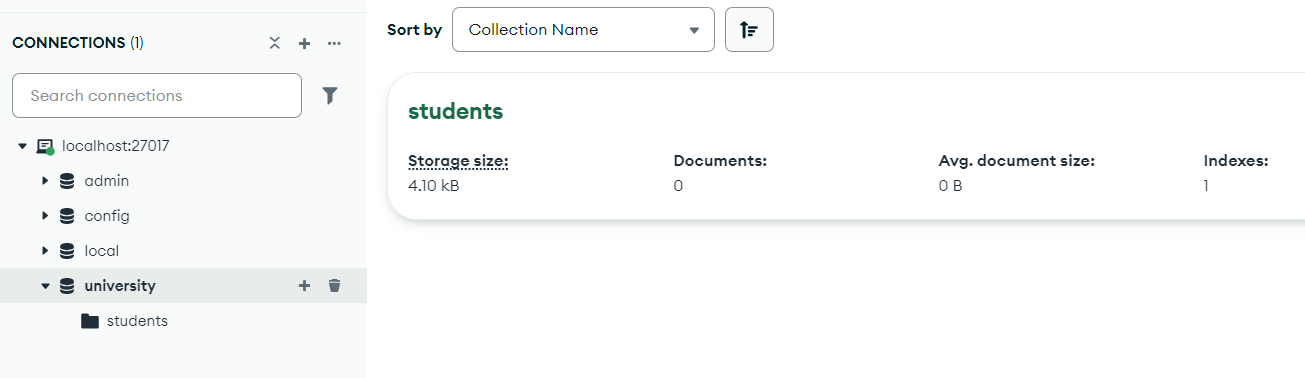 CONNECTIONS (1)
Search connections
localhost:27017
admin
config
local
university
students
Sort by Collection Name
students
Storage size: Documents: Avg. document size: Indexes:
4.10 kB 0 0 B 1